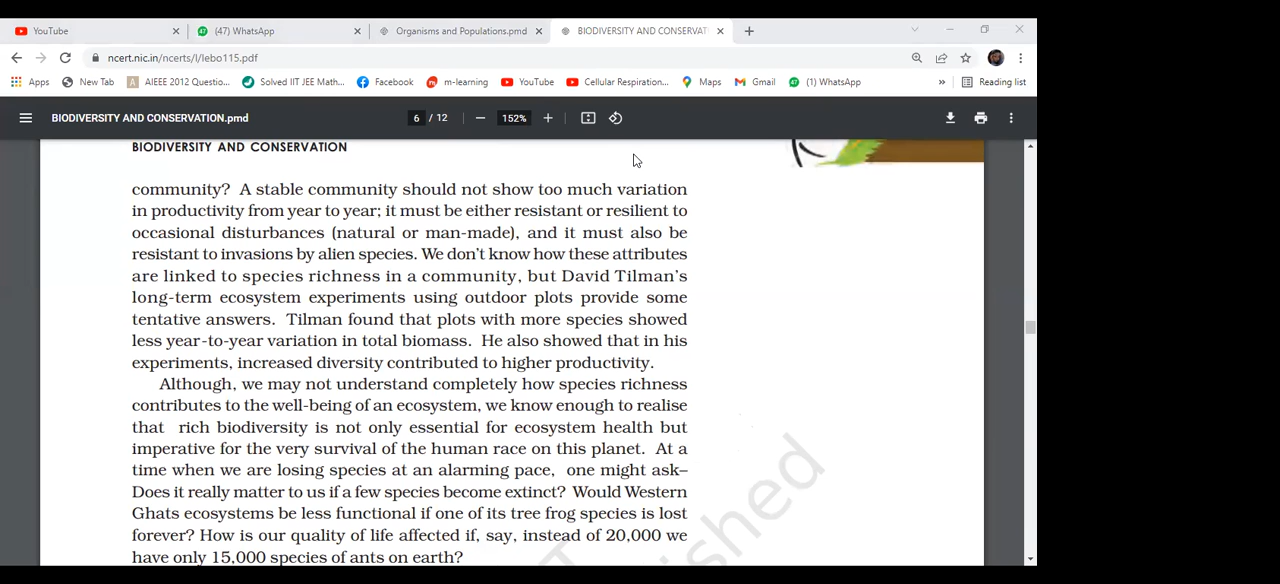 YouTube
(47) WhatsApp
Organisms and Populations.pmd
BIODIVERSITY AND CONSERVAT
ncert.nic.in/ncerts/l/lebo115.pdf
Apps
New Tab
AIEEE 2012 Questio...
Solved IIT JEE Math...
Facebook
m-learning
YouTube
Cellular Respiration...
Maps
Gmail
(1) WhatsApp
»
Reading list
BIODIVERSITY AND CONSERVATION.pmd
6 / 12
152%
BIODIVERSITY AND CONSERVATION
community? A stable community should not show too much variation
in productivity from year to year; it must be either resistant or resilient to
occasional disturbances (natural or man-made), and it must also be
resistant to invasions by alien species. We don't know how these attributes
are linked to species richness in a community, but David Tilman's
long-term ecosystem experiments using outdoor plots provide some
tentative answers. Tilman found that plots with more species showed
less year-to-year variation in total biomass. He also showed that in his
experiments, increased diversity contributed to higher productivity.
Although, we may not understand completely how species richness
contributes to the well-being of an ecosystem, we know enough to realise
that rich biodiversity is not only essential for ecosystem health but
imperative for the very survival of the human race on this planet. At a
time when we are losing species at an alarming pace, one might ask–
Does it really matter to us if a few species become extinct? Would Western
Ghats ecosystems be less functional if one of its tree frog species is lost
forever? How is our quality of life affected if, say, instead of 20,000 we
have only 15,000 species of ants on earth?
shed